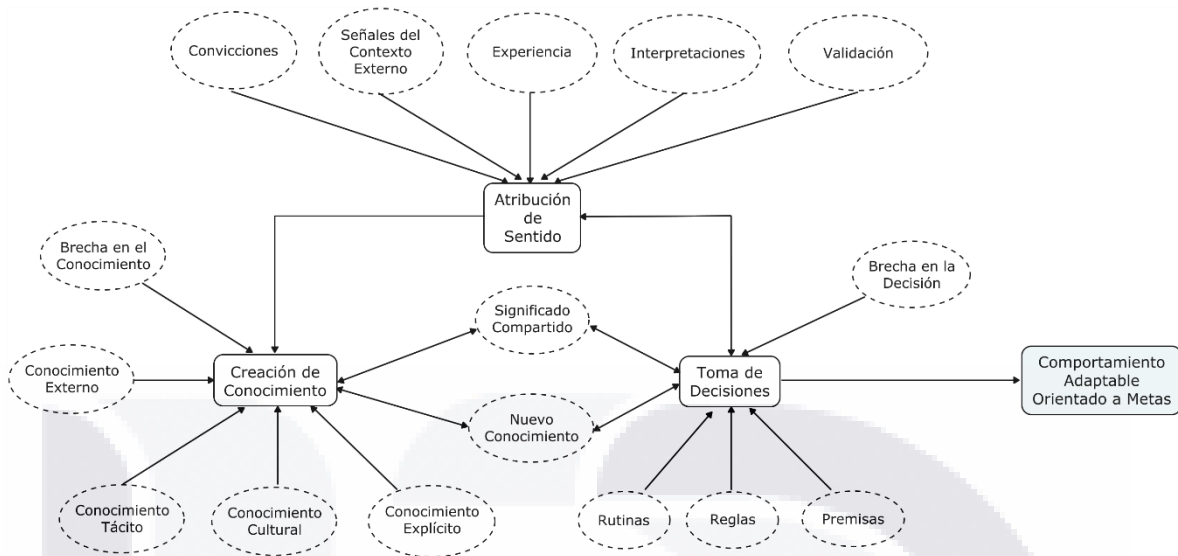 Convicciones
Señales del
Contexto
Externo
Experiencia
Interpretaciones
Validación
Atribución
de
Sentido
Brecha en el
Conocimiento
Brecha en la
Decisión
Significado
Compartido
Conocimiento
Externo
Creación de
Conocimiento
Toma de
Decisiones
Comportamiento
Adaptable
Orientado a Metas
Nuevo
Conocimiento
Conocimiento
Tácito
Conocimiento
Cultural
Conocimiento
Explícito
Rutinas
Reglas
Premisas